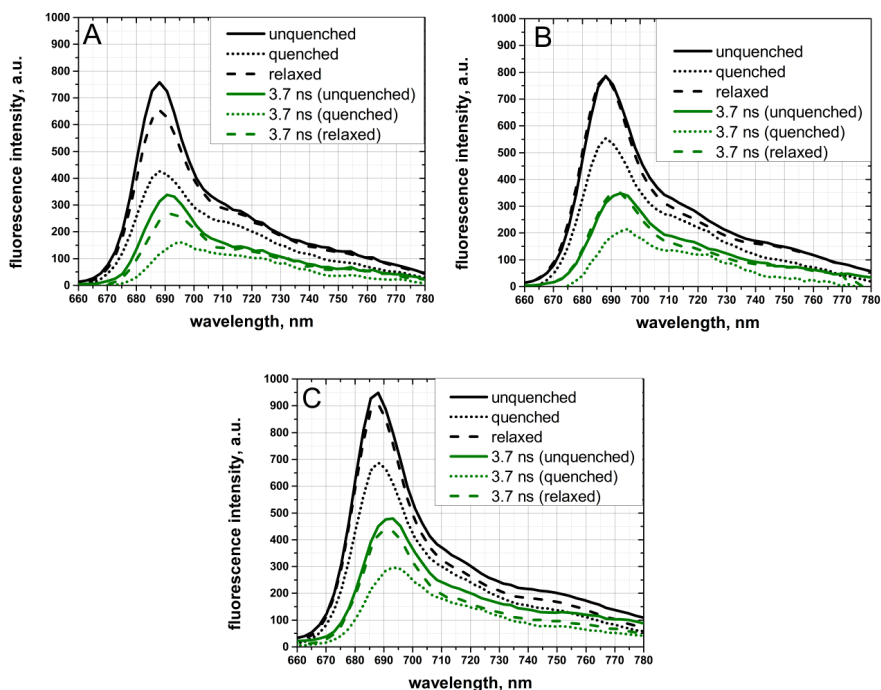 A
unquenched
quenched
relaxed
3.7 ns (unquenched)
3.7 ns (quenched)
3.7 ns (relaxed)
fluorescence intensity, a.u.
1000
900
800
700
600
500
400
300
200
100
0
660 670 680 690 700 710 720 730 740 750 760 770 780
wavelength, nm
B
unquenched
quenched
relaxed
3.7 ns (unquenched)
3.7 ns (quenched)
3.7 ns (relaxed)
fluorescence intensity, a.u.
1000
900
800
700
600
500
400
300
200
100
0
660 670 680 690 700 710 720 730 740 750 760 770 780
wavelength, nm
C
unquenched
quenched
relaxed
3.7 ns (unquenched)
3.7 ns (quenched)
3.7 ns (relaxed)
fluorescence intensity, a.u.
1000
900
800
700
600
500
400
300
200
100
0
660 670 680 690 700 710 720 730 740 750 760 770 780
wavelength, nm